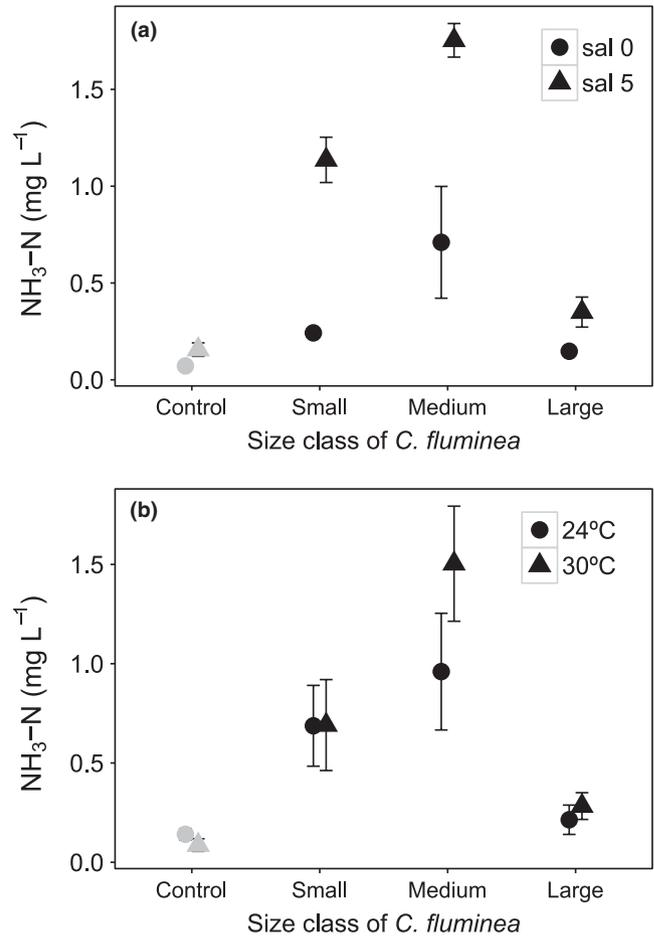 (a)
sal 0
sal 5
1.5
1.0
0.5
0.0
NH₃−N (mg L⁻¹)
Control Small Medium Large
Size class of C. fluminea
(b)
24ºC
30ºC
1.5
1.0
0.5
0.0
NH₃−N (mg L⁻¹)
Control Small Medium Large
Size class of C. fluminea